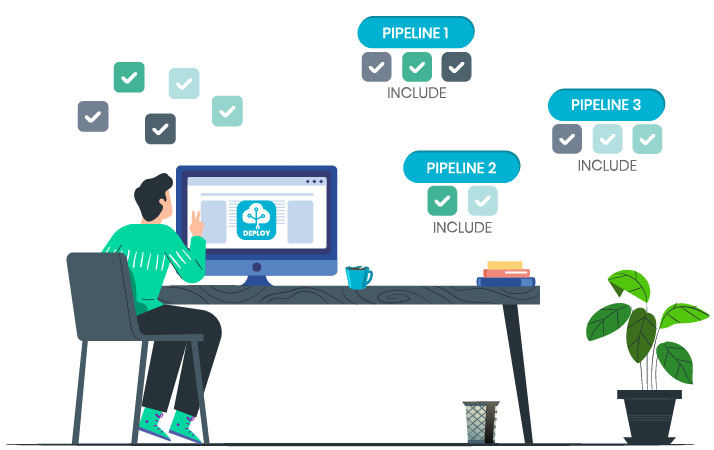 PIPELINE 1
INCLUDE
PIPELINE 3
INCLUDE
PIPELINE 2
INCLUDE
DEPLOY